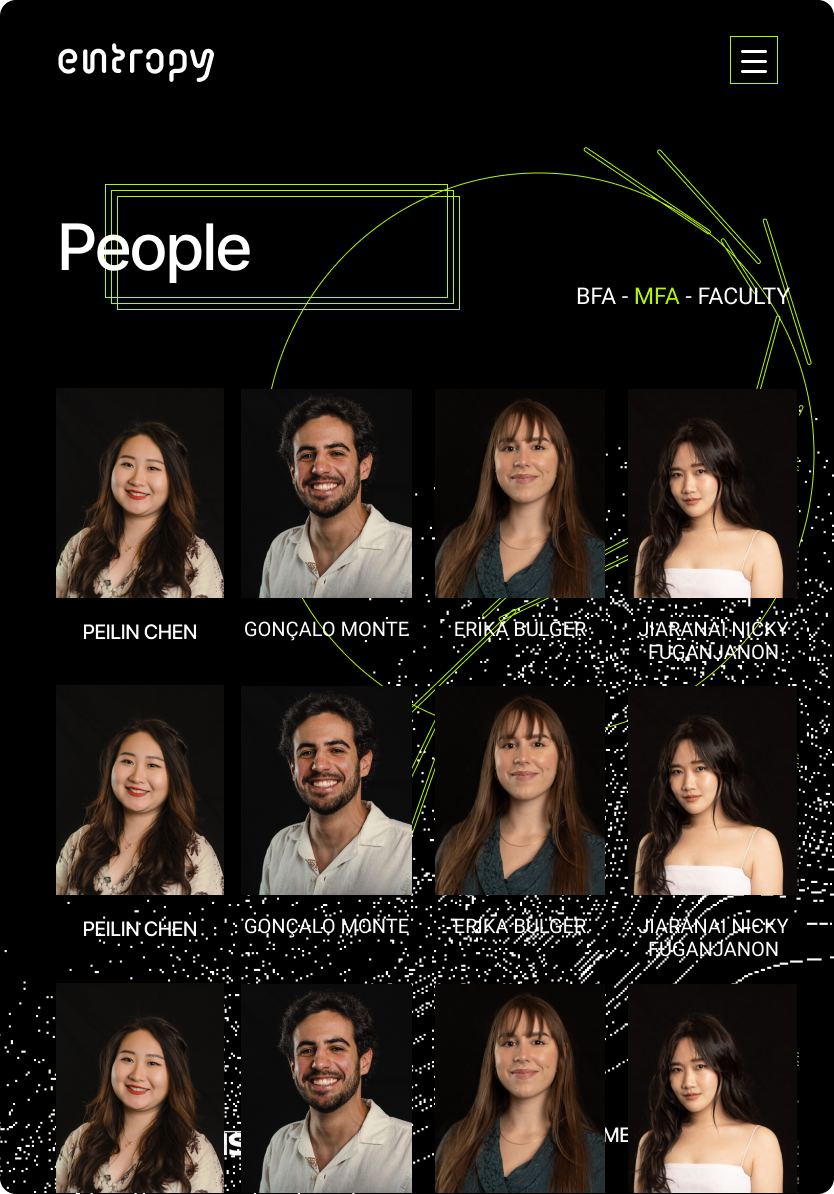 entropy
People
BFA - MFA - FACULTY
PEILIN CHEN
GONÇALO MONTE
ERIKA BULGER
JIARANAI NICKY
FUGANJANON
PEILIN CHEN
GONÇALO MONTE
ERIKA BULGER
JIARANAI NICKY
FUGANJANON
ME